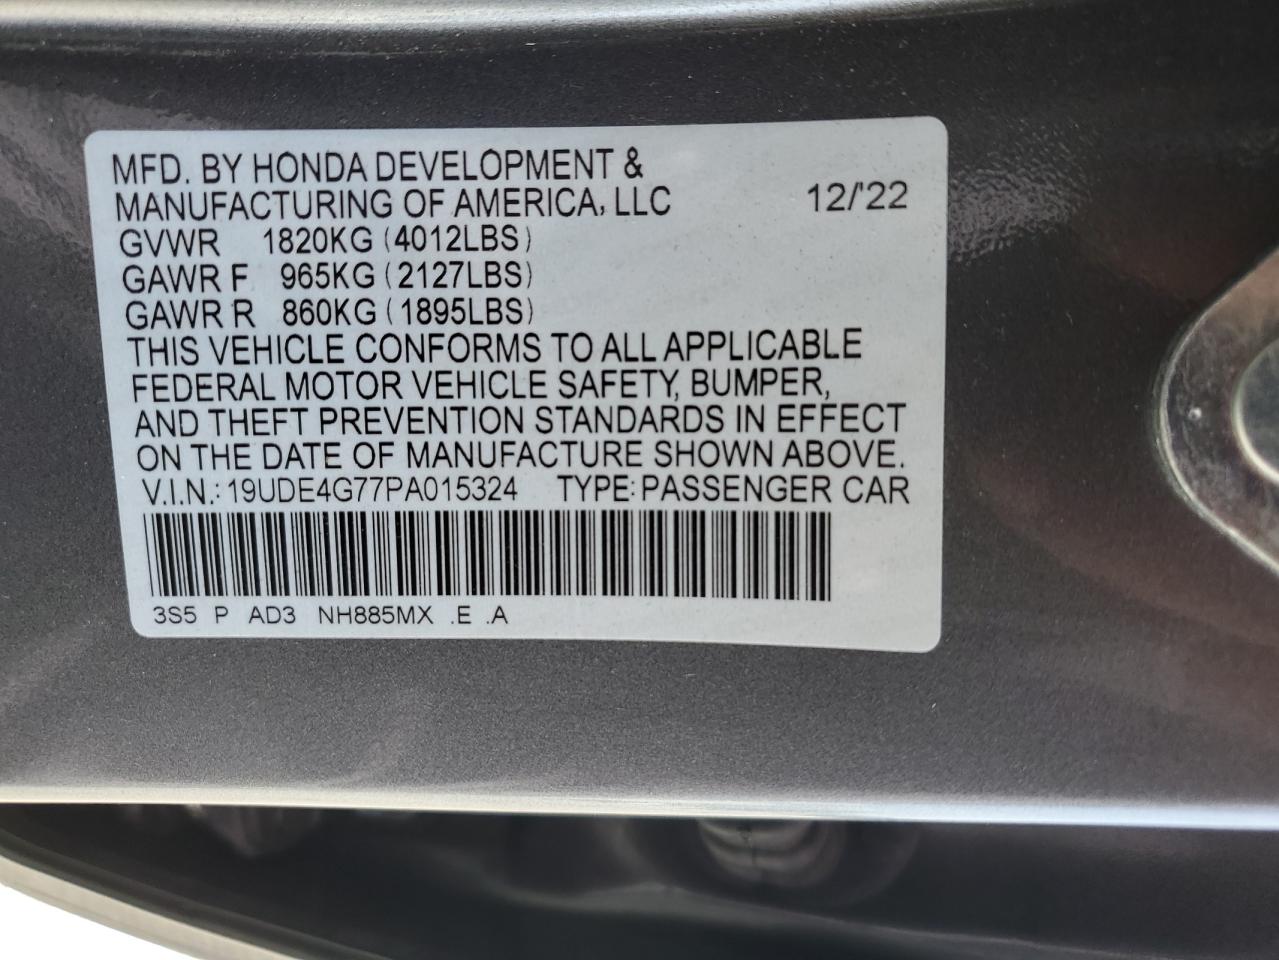 MFD. BY HONDA DEVELOPMENT &
MANUFACTURING OF AMERICA, LLC 12/'22
GVWR 1820KG (4012LBS)
GAWR F 965KG (2127LBS)
GAWR R 860KG (1895LBS)
THIS VEHICLE CONFORMS TO ALL APPLICABLE
FEDERAL MOTOR VEHICLE SAFETY, BUMPER,
AND THEFT PREVENTION STANDARDS IN EFFECT
ON THE DATE OF MANUFACTURE SHOWN ABOVE.
V.I.N.: 19UDE4G77PA015324 TYPE: PASSENGER CAR
3S5 P AD3 NH885MX .E .A